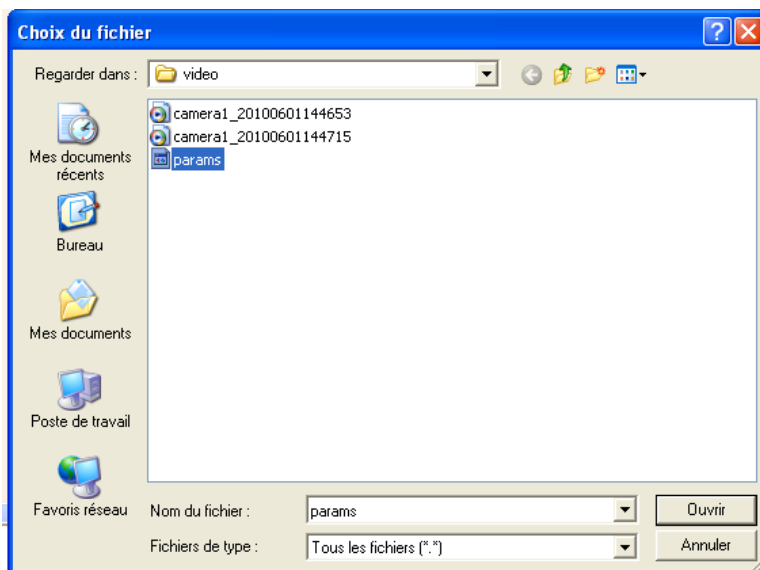 Choix du fichier
Regarder dans :
video
camera1_20100601144653
camera1_20100601144715
params
Mes documents
récents
Bureau
Mes documents
Poste de travail
Favoris réseau
Nom du fichier :
params
Ouvrir
Fichiers de type :
Tous les fichiers (*.*)
Annuler